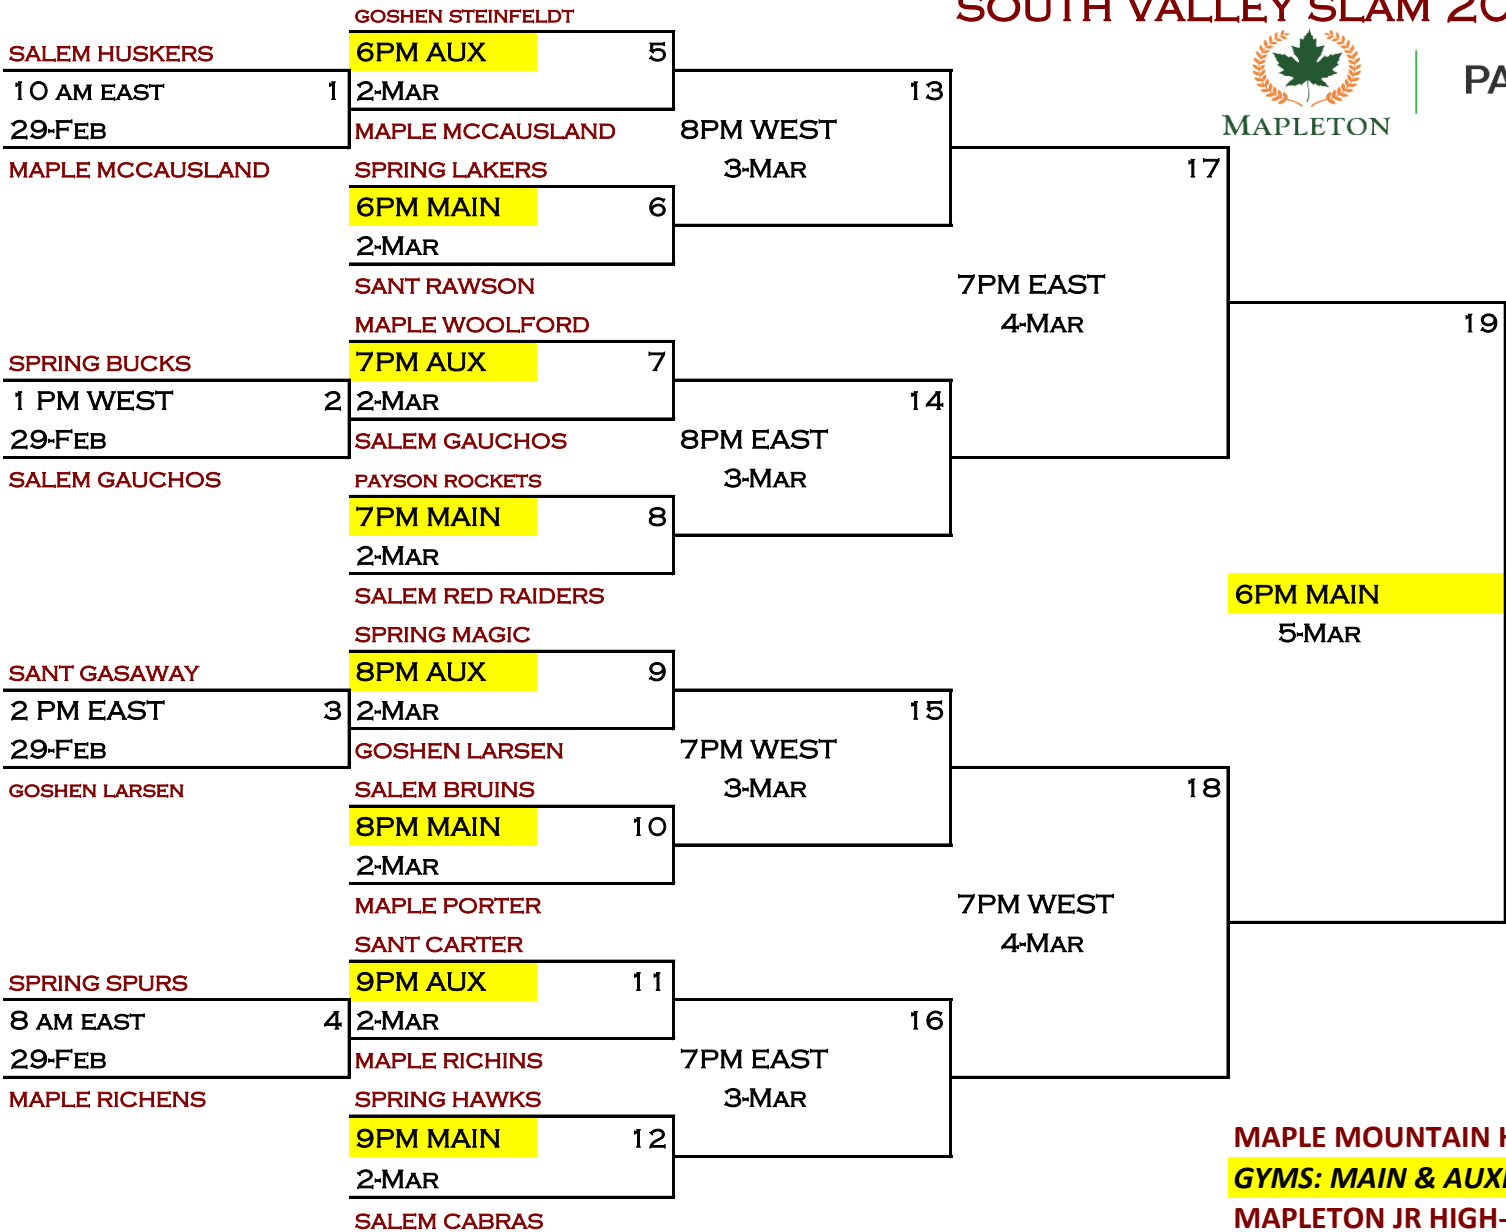 SOUTH VALLEY SLAM
MAPLETON
GOSHEN STEINFELDT
SALEM HUSKERS
6PM AUX 5
10 AM EAST 1
2-MAR
13
29-FEB
MAPLE MCCAUSLAND
8PM WEST
MAPLE MCCAUSLAND
SPRING LAKERS
3-MAR
17
6PM MAIN 6
2-MAR
SANT RAWSON
7PM EAST
MAPLE WOOLFORD
4-MAR
19
SPRING BUCKS
7PM AUX 7
1 PM WEST 2
2-MAR
14
29-FEB
SALEM GAUCHOS
8PM EAST
SALEM GAUCHOS
PAYSON ROCKETS
3-MAR
7PM MAIN 8
2-MAR
SALEM RED RAIDERS
6PM MAIN
SPRING MAGIC
5-MAR
SANT GASAWAY
8PM AUX 9
2 PM EAST 3
2-MAR
15
29-FEB
GOSHEN LARSEN
7PM WEST
GOSHEN LARSEN
SALEM BRUINS
3-MAR
18
8PM MAIN 10
2-MAR
MAPLE PORTER
7PM WEST
SANT CARTER
4-MAR
SPRING SPURS
9PM AUX 11
8 AM EAST 4
2-MAR
16
29-FEB
MAPLE RICHINS
7PM EAST
MAPLE RICHENS
SPRING HAWKS
3-MAR
9PM MAIN 12
2-MAR
SALEM CABRAS
MAPLE MOUNTAIN
GYMS: MAIN &
MAPLETON JR HIGH-